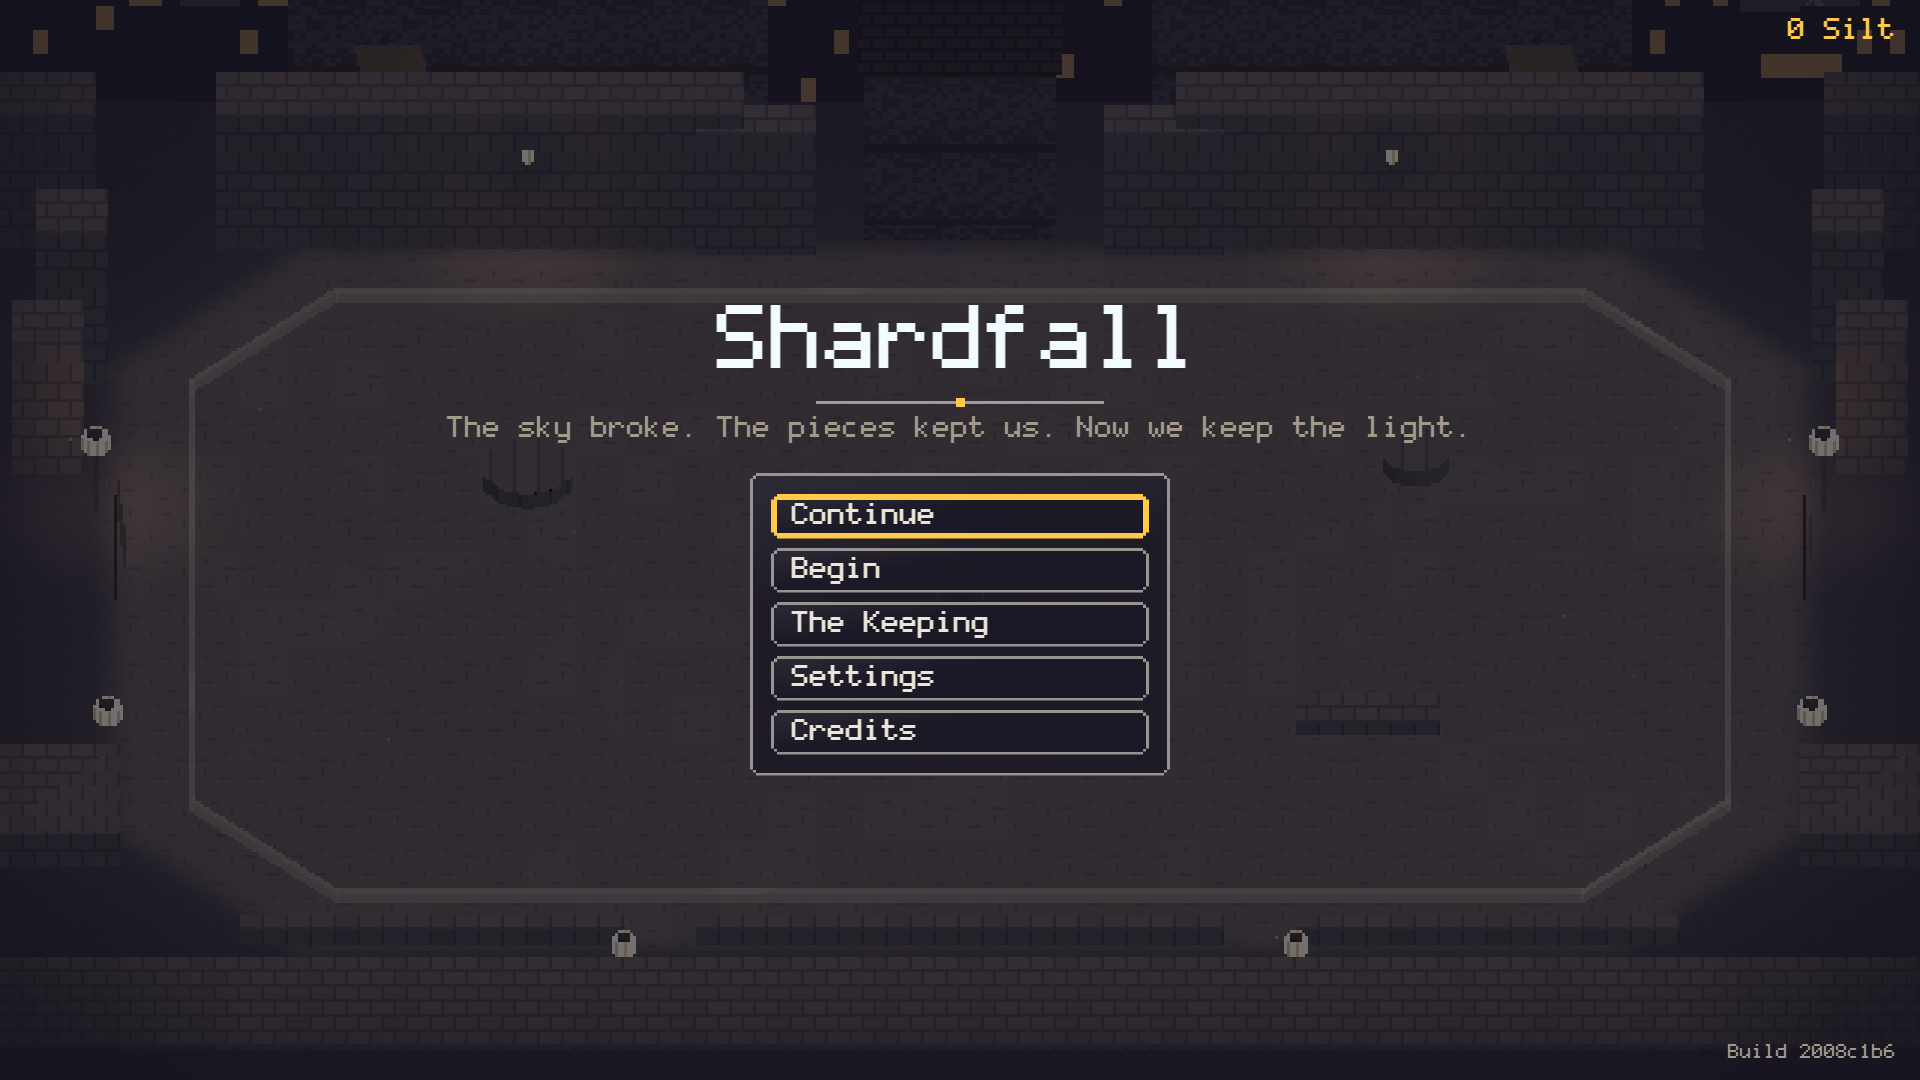 0 Silt
Shardfall
The sky broke. The pieces kept us. Now we keep the light.
Continue
Begin
The Keeping
Settings
Credits
Build 2008c1b6